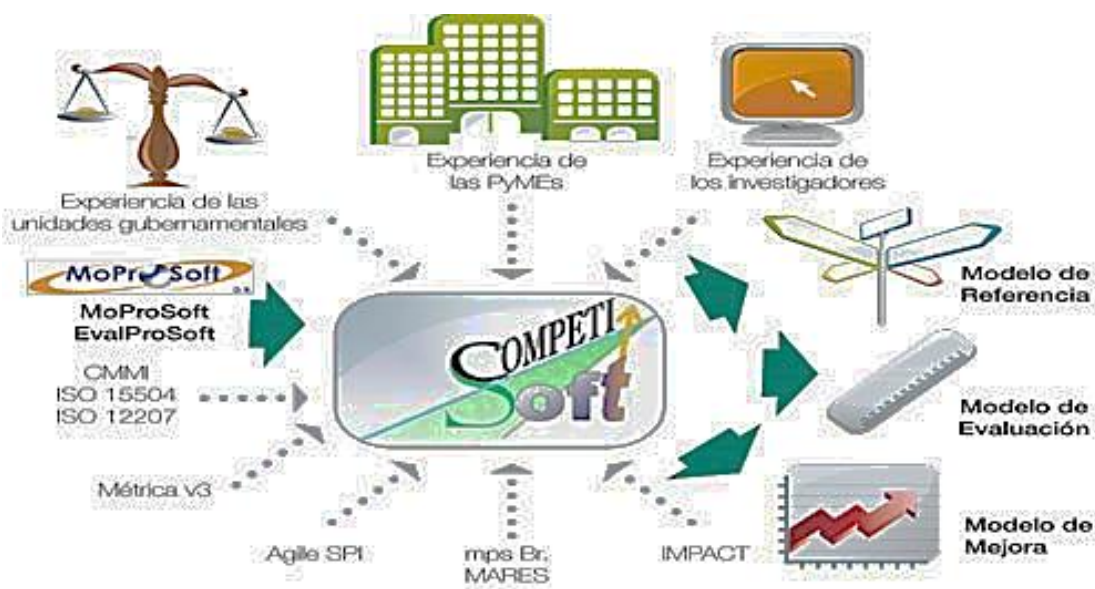 Experiencia de las
unidades gubernamentales
Experiencia de
las PyMEs
Experiencia de
los investigadores
MoProSoft
MoProSoft
EvalProSoft
CMMI
ISO 15504
ISO 12207
Métrica v3
Agile SPI
mps Br.
MARES
IMPACT
COMPETI
Soft
Modelo de
Referencia
Modelo de
Evaluación
Modelo de
Mejora